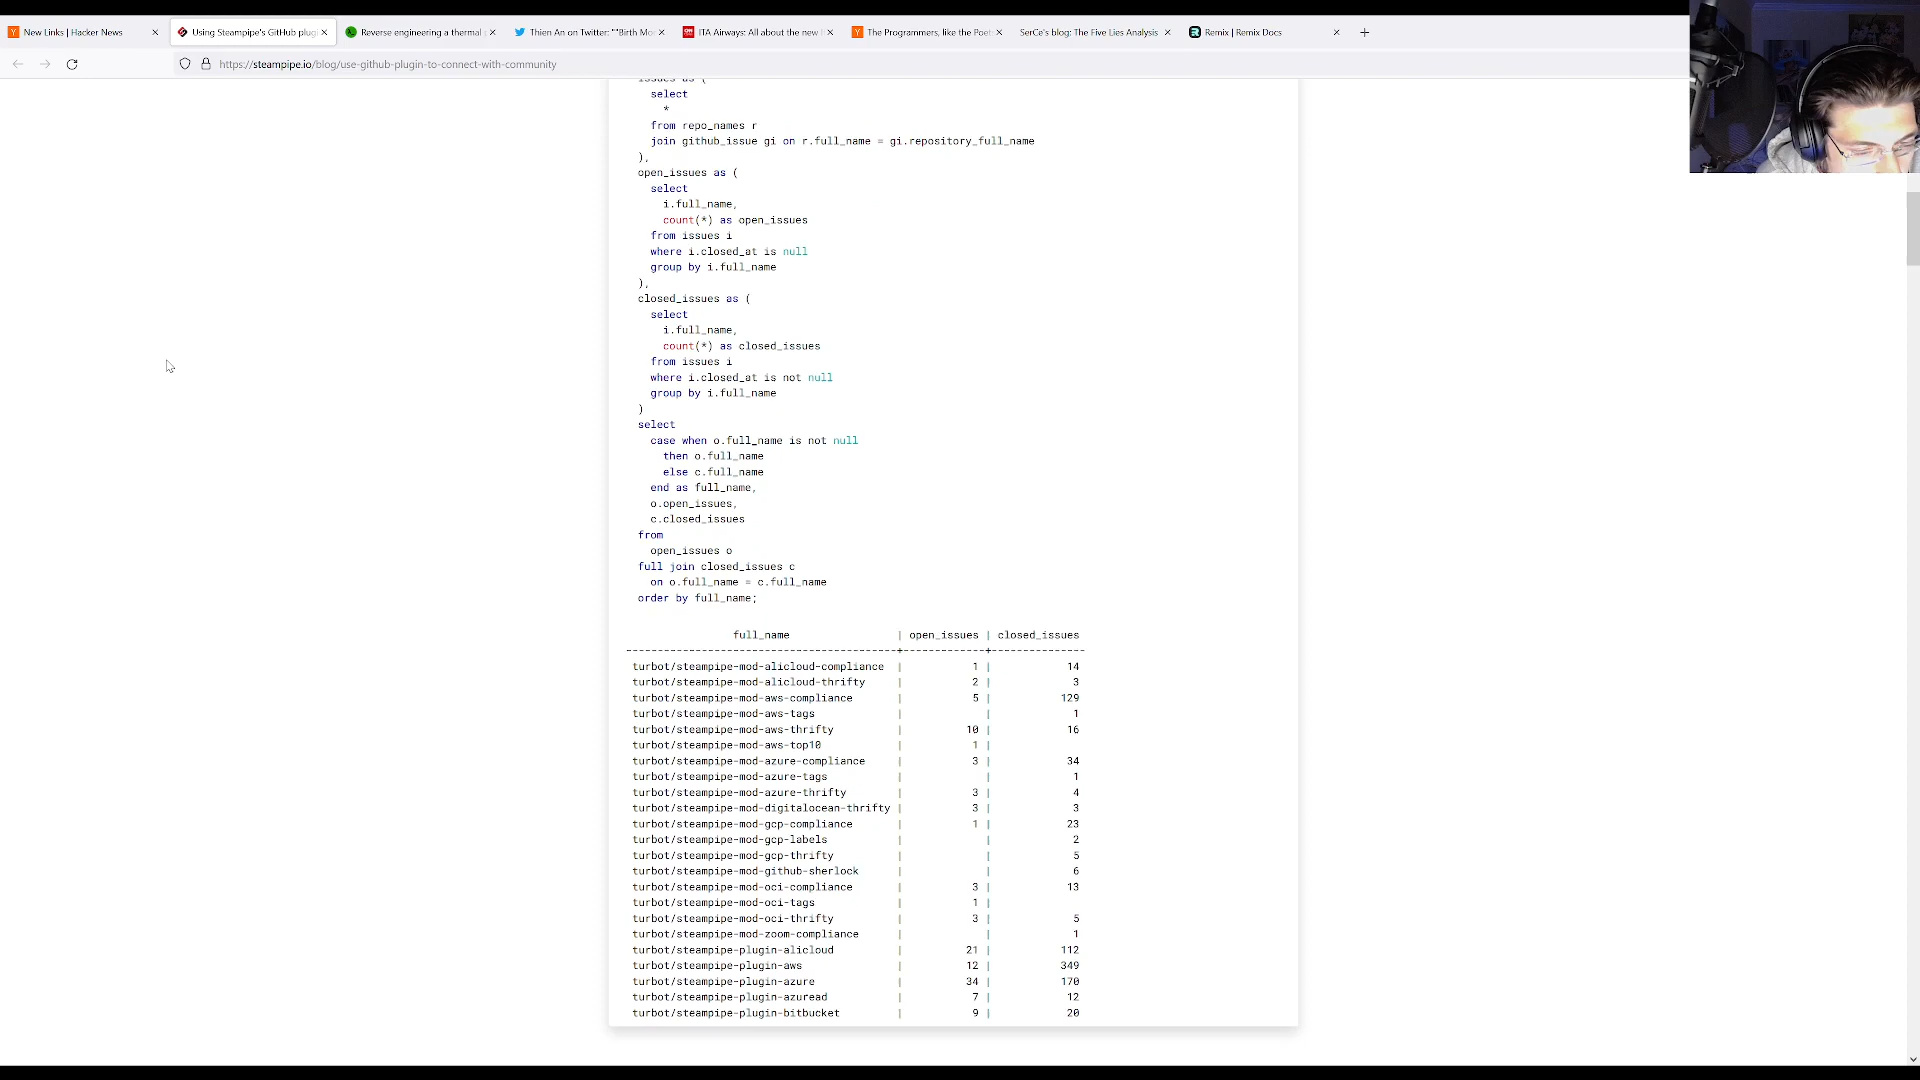 New Links | Hacker News
Using Steampipe's GitHub plug
Reverse engineering a thermal
Thien An on Twitter: ""Birth Mo
ITA Airways: All about the new
The Programmers, like the Poet
SerCe's blog: The Five Lies Analysis
Remix | Remix Docs
https://steampipe.io/blog/use-github-plugin-to-connect-with-community
issues as (
select
*
from repo_names r
join github_issue gi on r.full_name = gi.repository_full_name
),
open_issues as (
select
i.full_name,
count(*) as open_issues
from issues i
where i.closed_at is null
group by i.full_name
),
closed_issues as (
select
i.full_name,
count(*) as closed_issues
from issues i
where i.closed_at is not null
group by i.full_name
)
select
case when o.full_name is not null
then o.full_name
else c.full_name
end as full_name,
o.open_issues,
c.closed_issues
from
open_issues o
full join closed_issues c
on o.full_name = c.full_name
order by full_name;
full_name | open_issues | closed_issues
turbot/steampipe-mod-alicloud-compliance | 1 | 14
turbot/steampipe-mod-alicloud-thrifty | 2 | 3
turbot/steampipe-mod-aws-compliance | 5 | 129
turbot/steampipe-mod-aws-tags | | 1
turbot/steampipe-mod-aws-thrifty | 10 | 16
turbot/steampipe-mod-aws-top10 | 1 |
turbot/steampipe-mod-azure-compliance | 3 | 34
turbot/steampipe-mod-azure-tags | | 1
turbot/steampipe-mod-azure-thrifty | 3 | 4
turbot/steampipe-mod-digitalocean-thrifty | 3 | 3
turbot/steampipe-mod-gcp-compliance | 1 | 23
turbot/steampipe-mod-gcp-labels | | 2
turbot/steampipe-mod-gcp-thrifty | | 5
turbot/steampipe-mod-github-sherlock | | 6
turbot/steampipe-mod-oci-compliance | 3 | 13
turbot/steampipe-mod-oci-tags | 1 |
turbot/steampipe-mod-oci-thrifty | 3 | 5
turbot/steampipe-mod-zoom-compliance | | 1
turbot/steampipe-plugin-alicloud | 21 | 112
turbot/steampipe-plugin-aws | 12 | 349
turbot/steampipe-plugin-azure | 34 | 170
turbot/steampipe-plugin-azuread | 7 | 12
turbot/steampipe-plugin-bitbucket | 9 | 20